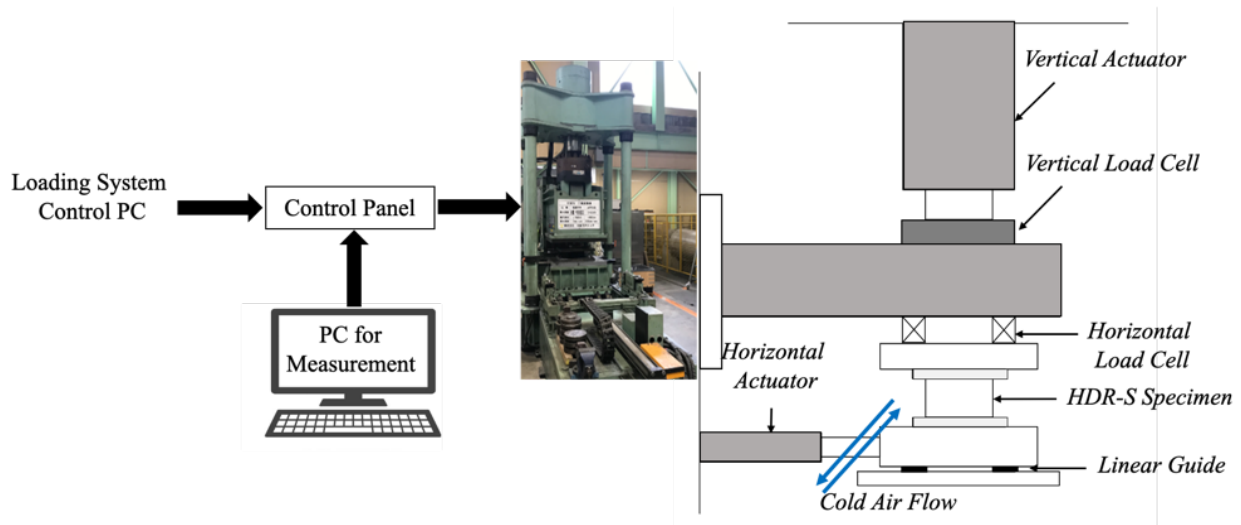 Loading System
Control PC
Control Panel
PC for
Measurement
Vertical Actuator
Vertical Load Cell
Horizontal
Actuator
Horizontal
Load Cell
HDR-S Specimen
Linear Guide
Cold Air Flow